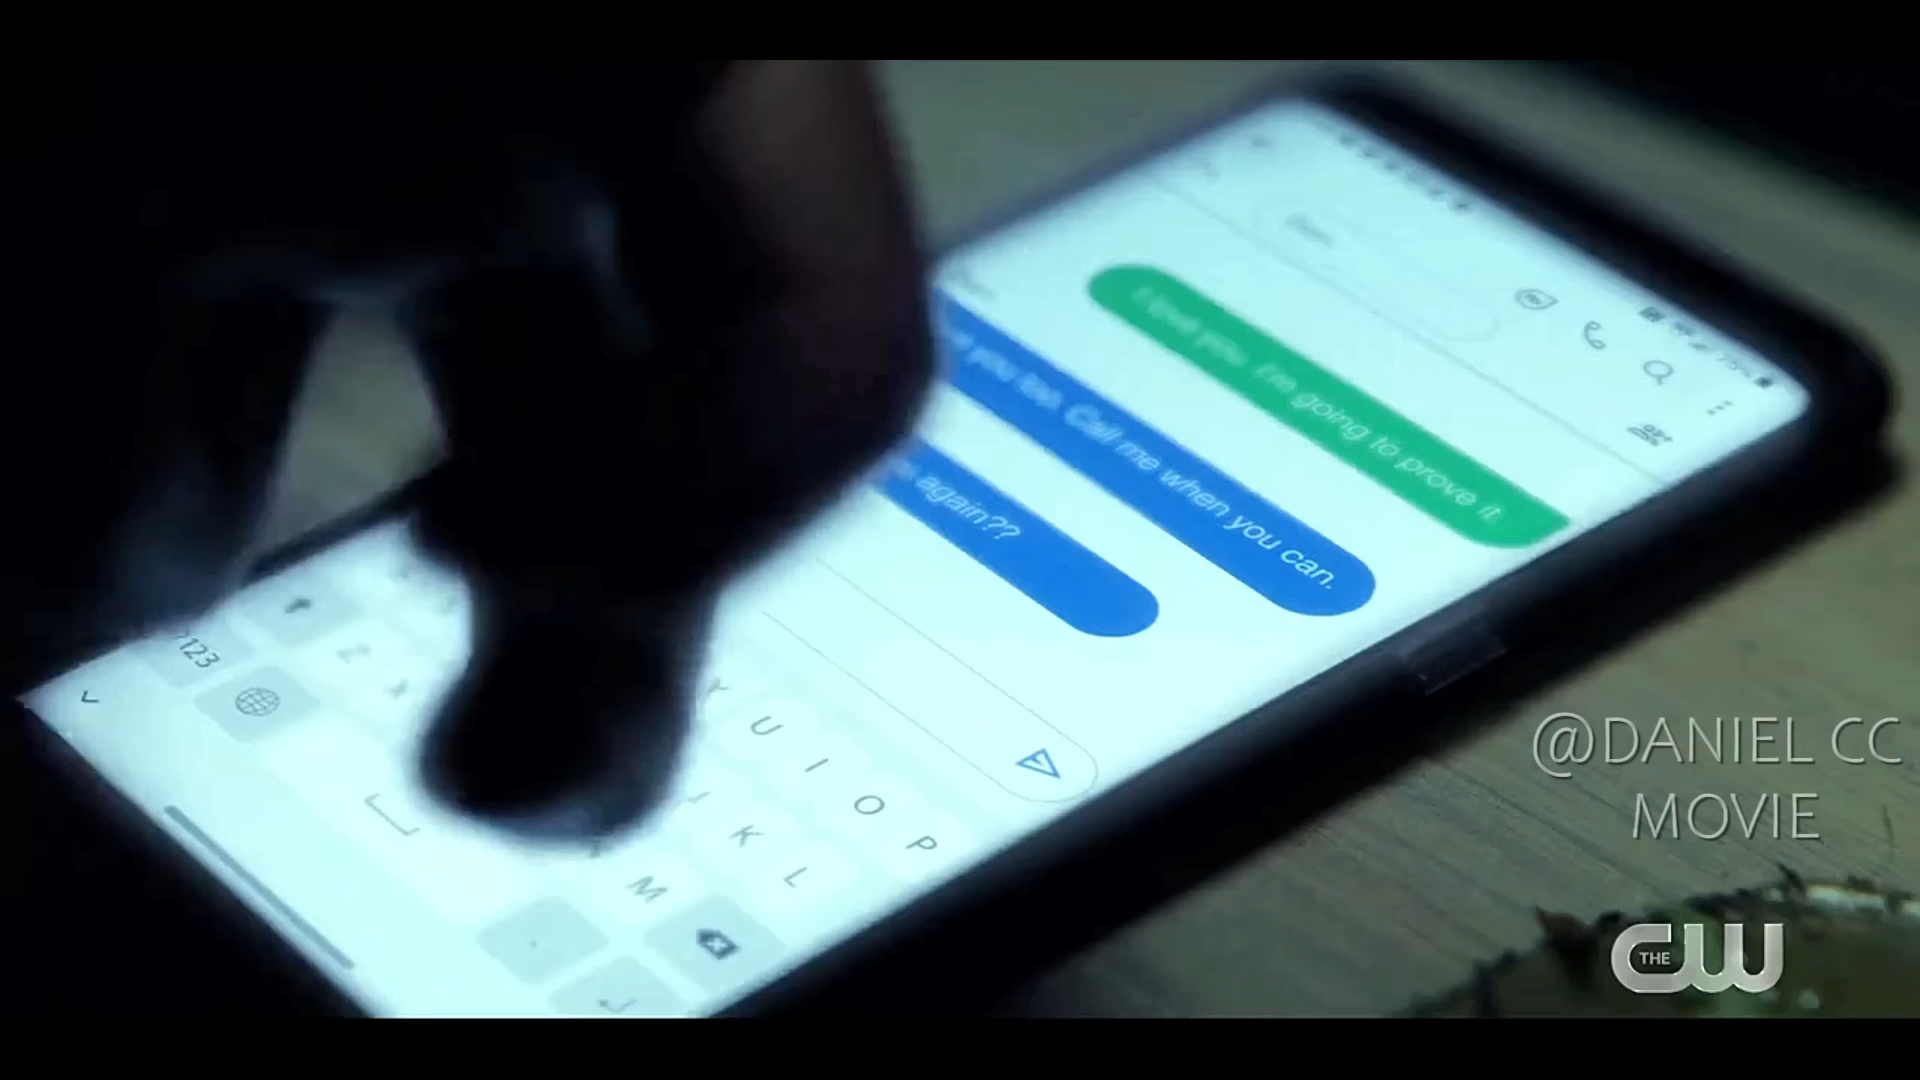 I love you. I'm going to prove it.
you too. Call me when you can.
again??
Y U I O P
K L
Z X
M
?123
@DANIEL CC
MOVIE
THE CW